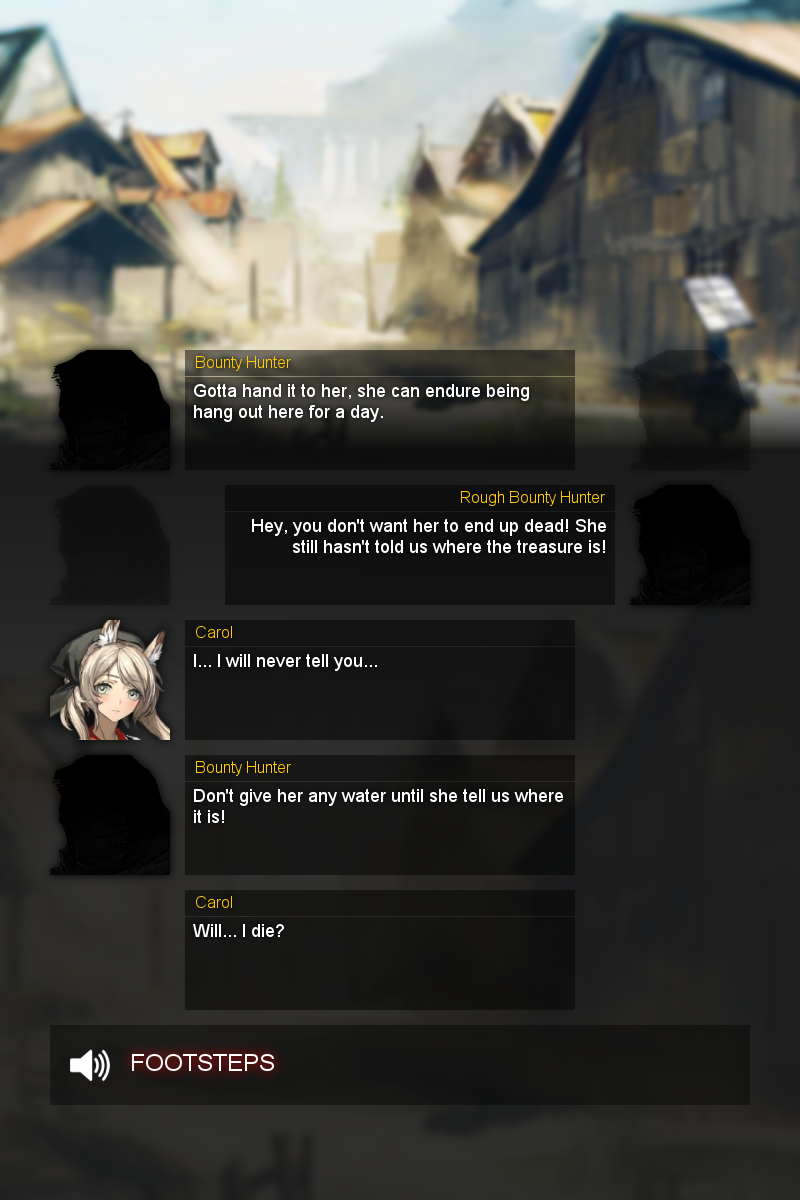 Bounty Hunter
Gotta hand it to her, she can endure being
hang out here for a day.
Rough Bounty Hunter
Hey, you don't want her to end up dead! She
still hasn't told us where the treasure is!
Carol
I... I will never tell you...
Bounty Hunter
Don't give her any water until she tell us where
it is!
Carol
Will... I die?
FOOTSTEPS